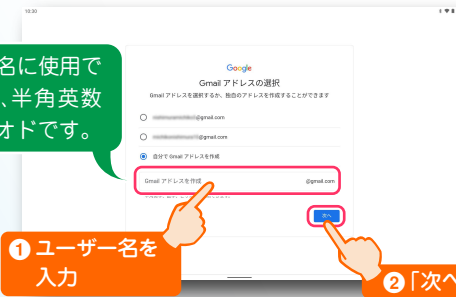 10:30
名に使用で
、半角英数
オドです。
Google
Gmail アドレスの選択
Gmail アドレスを選択するか、独自のアドレスを作成することができます
@gmail.com
@gmail.com
自分で Gmail アドレスを作成
Gmail アドレスを作成 @gmail.com
次へ
❶ ユーザー名を
入力
❷「次へ